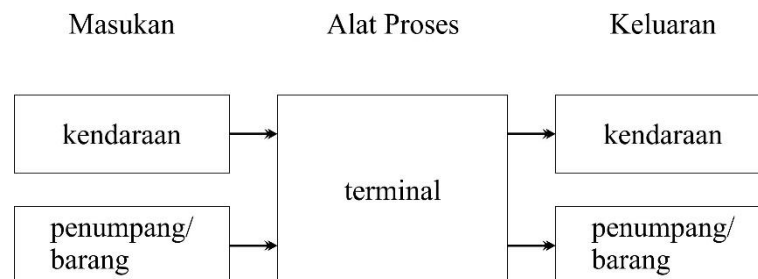 Masukan Alat Proses Keluaran
kendaraan kendaraan
terminal
penumpang/ penumpang/
barang barang